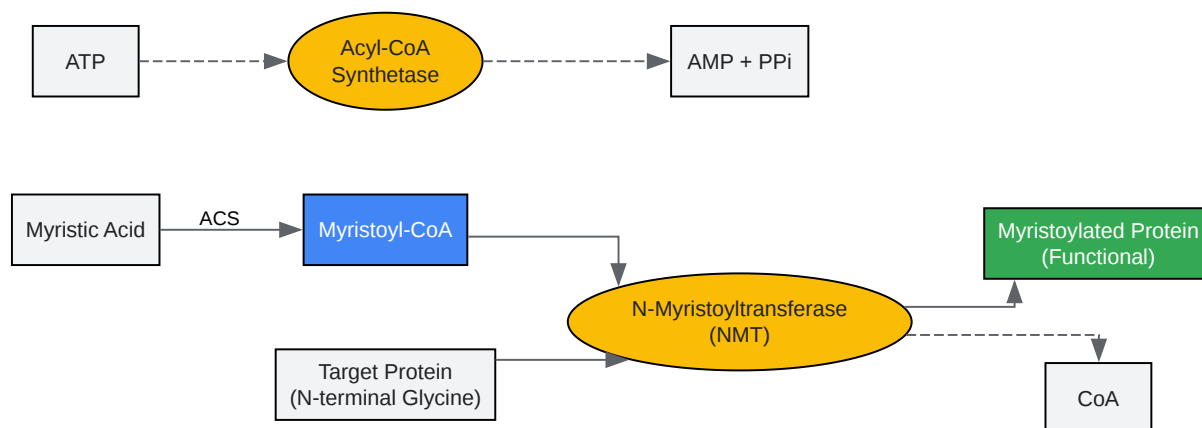 ATP
Acyl-CoA
Synthetase
AMP + PPi
Myristic Acid
ACS
Myristoyl-CoA
Myristoylated Protein
(Functional)
N-Myristoyltransferase
(NMT)
Target Protein
(N-terminal Glycine)
CoA